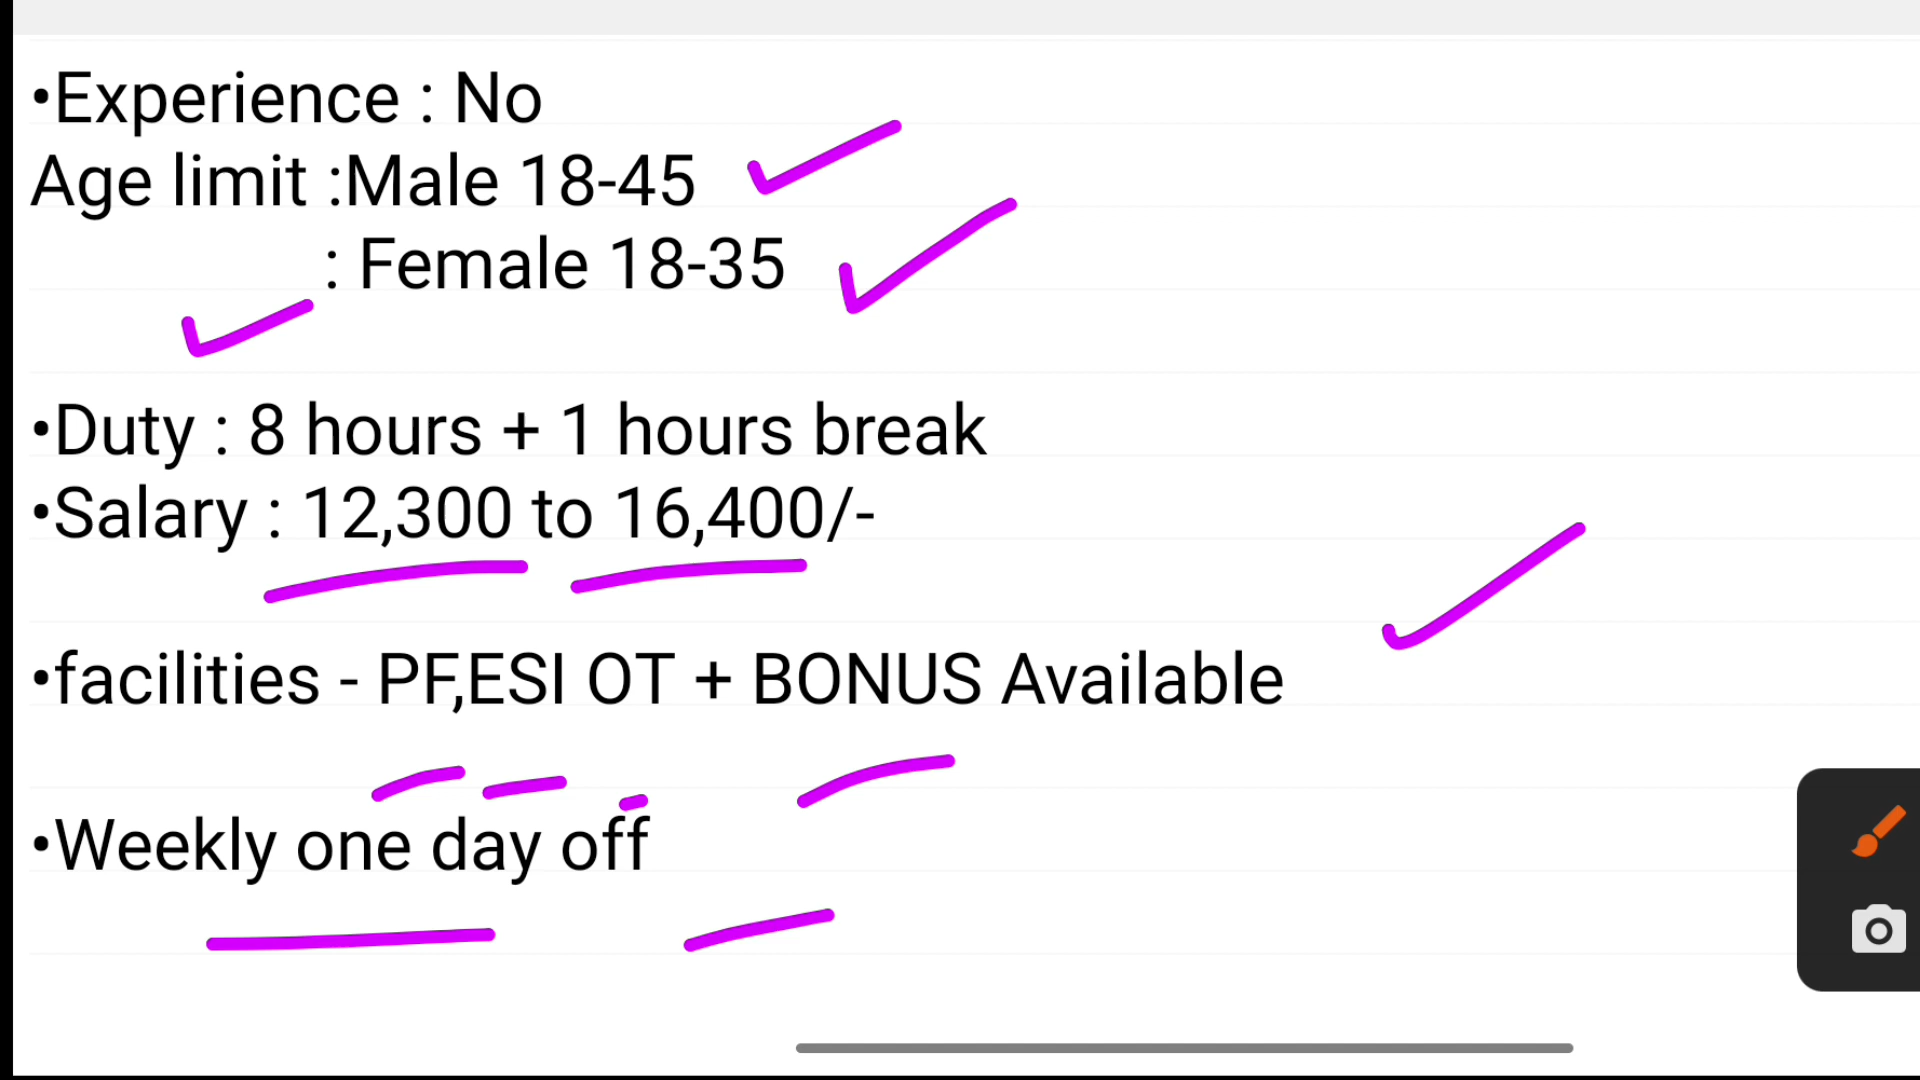 •Experience : No
Age limit :Male 18-45
: Female 18-35
•Duty : 8 hours + 1 hours break
•Salary : 12,300 to 16,400/-
•facilities - PF,ESI OT + BONUS Available
•Weekly one day off